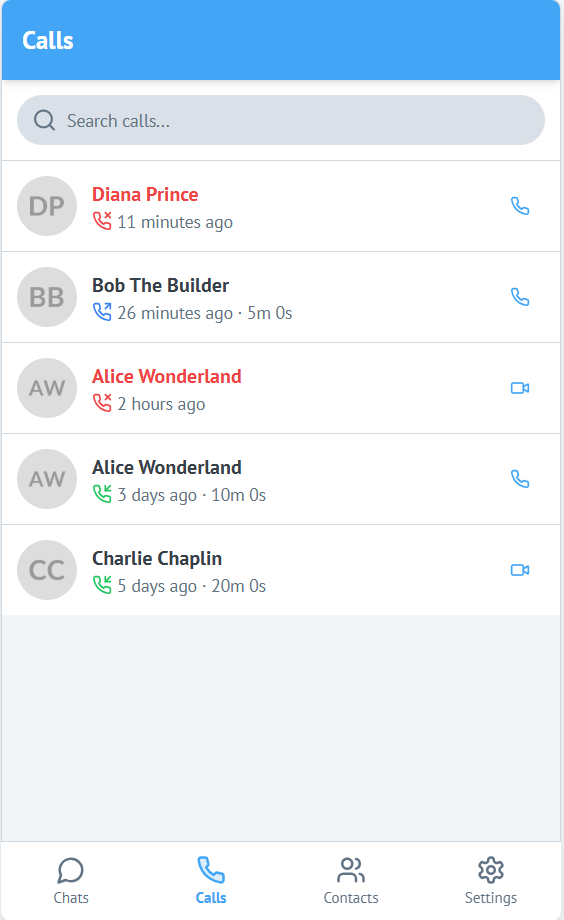 Calls
Search calls...
DP
Diana Prince
11 minutes ago
BB
Bob The Builder
26 minutes ago · 5m 0s
AW
Alice Wonderland
2 hours ago
AW
Alice Wonderland
3 days ago · 10m 0s
CC
Charlie Chaplin
5 days ago · 20m 0s
Chats
Calls
Contacts
Settings